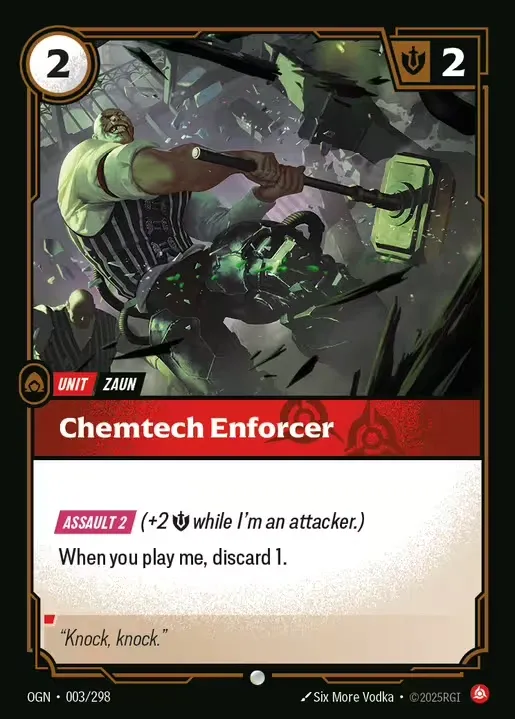 2
2
UNIT ZAUN
Chemtech Enforcer
ASSAULT 2 (+2 while I'm an attacker.)
When you play me, discard 1.
“Knock, knock.”
OGN • 003/298
Six More Vodka • ©2025RGI